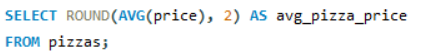 SELECT ROUND(AVG(price), 2) AS avg_pizza_price
FROM pizzas;